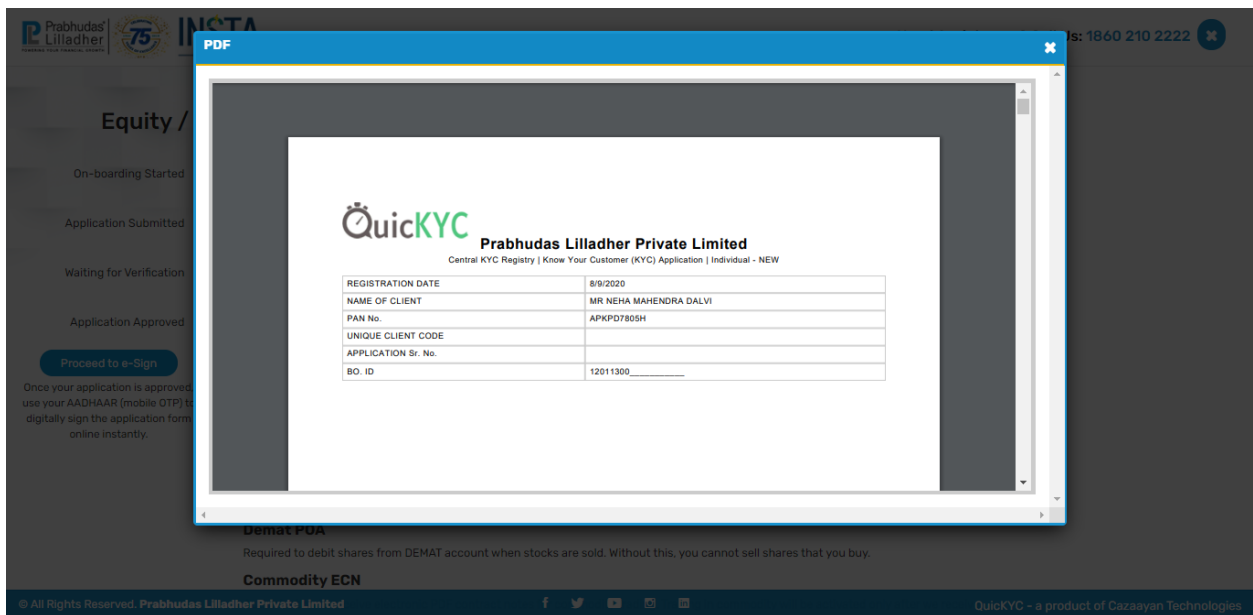 Prabhudas
Lilladher
75
INSTA
Us: 1860 210 2222
PDF
Equity /
On-boarding Started
Application Submitted
Waiting for Verification
Application Approved
Proceed to e-Sign
Once your application is approved,
use your AADHAAR (mobile OTP) to
digitally sign the application form
online instantly.
QuicKYC
Prabhudas Lilladher Private Limited
Central KYC Registry | Know Your Customer (KYC) Application | Individual - NEW
REGISTRATION DATE 8/9/2020
NAME OF CLIENT MR NEHA MAHENDRA DALVI
PAN No. APKPD7805H
UNIQUE CLIENT CODE
APPLICATION Sr. No.
BO. ID 12011300___________
Demat POA
Required to debit shares from DEMAT account when stocks are sold. Without this, you cannot sell shares that you buy.
Commodity ECN
© All Rights Reserved. Prabhudas Lilladher Private Limited
QuicKYC - a product of Cazaayan Technologies